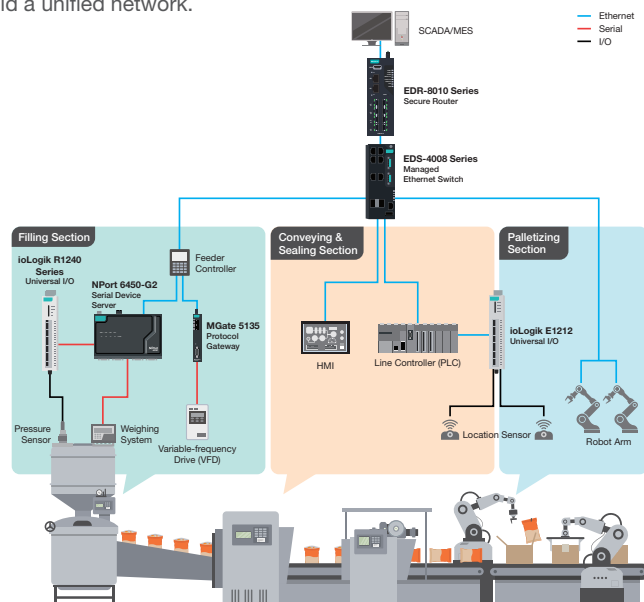 ld a unified network.
SCADA/MES
Ethernet
Serial
I/O
EDR-8010 Series
Secure Router
EDS-4008 Series
Managed
Ethernet Switch
Filling Section
ioLogik R1240
Series
Universal I/O
NPort 6450-G2
Serial Device
Server
Feeder
Controller
MGate 5135
Protocol
Gateway
Pressure
Sensor
Weighing
System
Variable-frequency
Drive (VFD)
Conveying &
Sealing Section
HMI
Line Controller (PLC)
Palletizing
Section
ioLogik E1212
Universal I/O
Location Sensor
Robot Arm